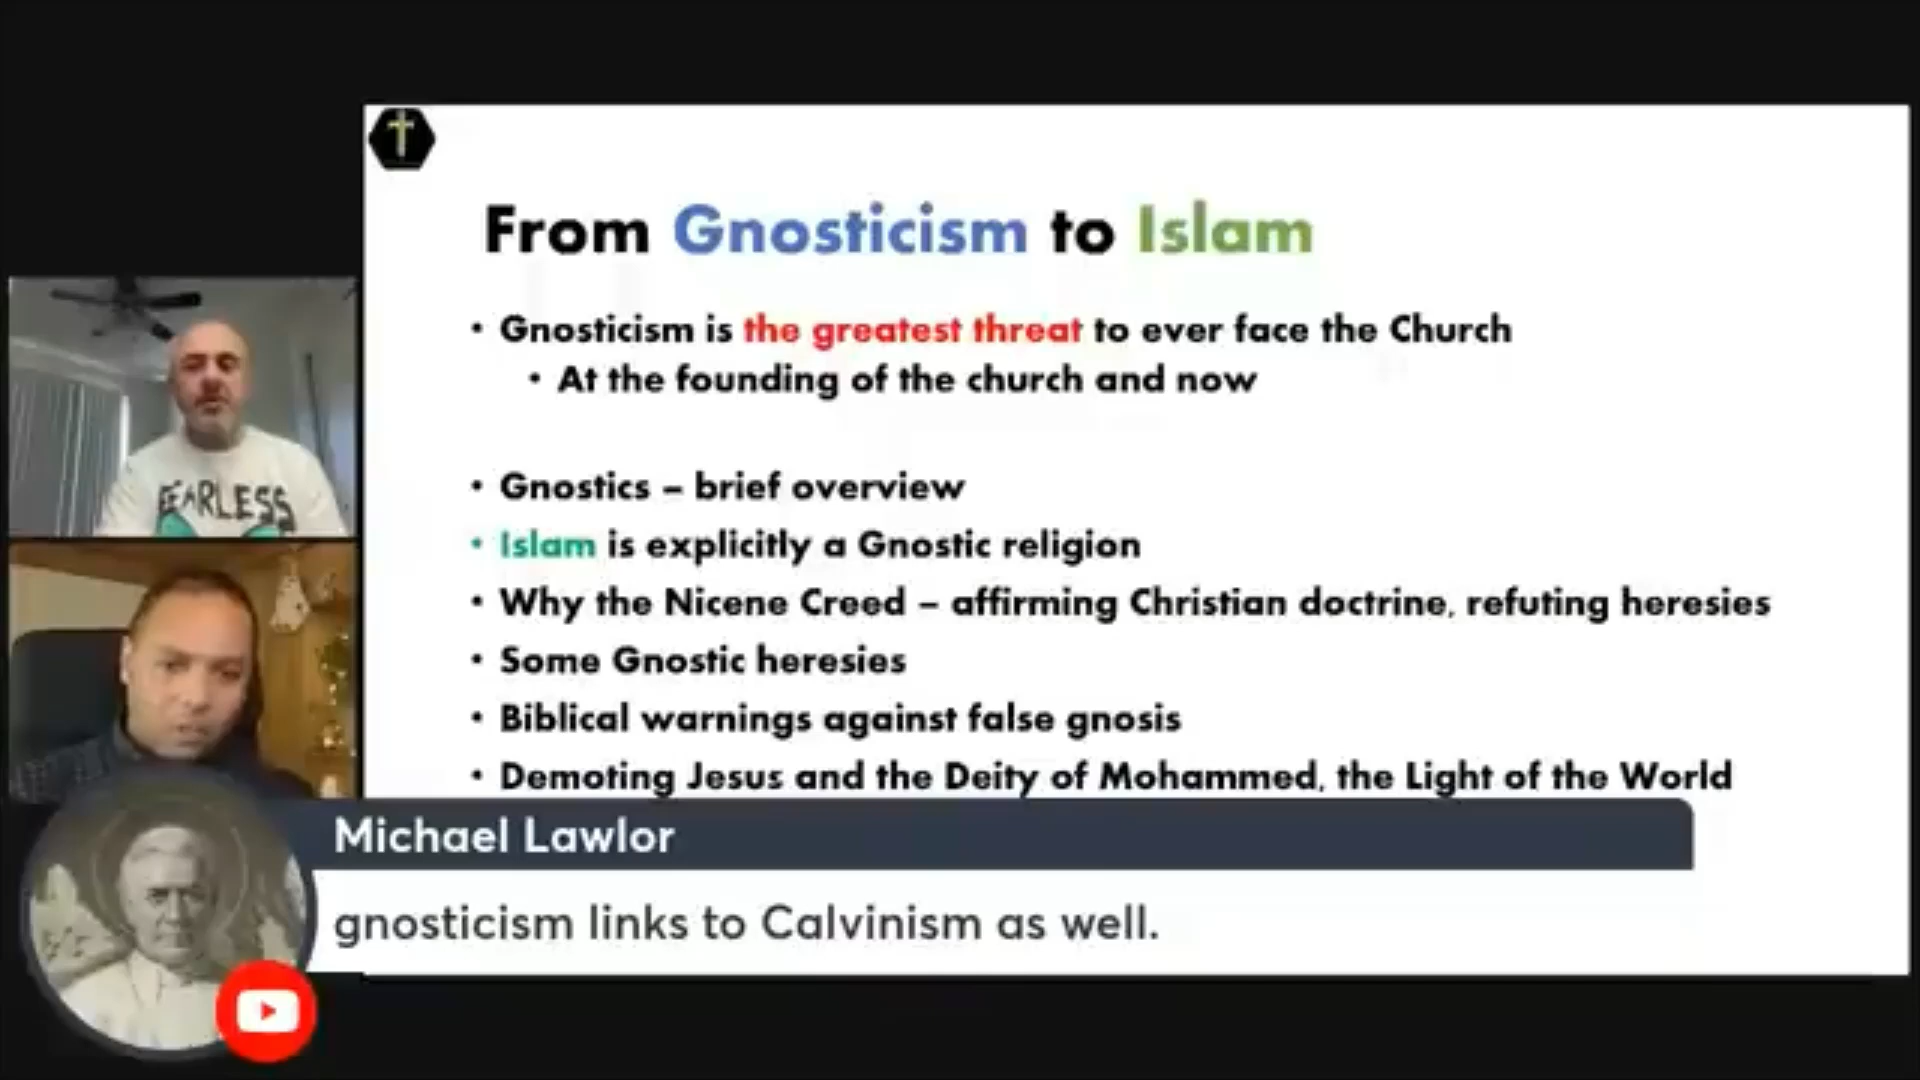 From Gnosticism to Islam
• Gnosticism is the greatest threat to ever face the Church
• At the founding of the church and now
• Gnostics – brief overview
• Islam is explicitly a Gnostic religion
• Why the Nicene Creed – affirming Christian doctrine, refuting heresies
• Some Gnostic heresies
• Biblical warnings against false gnosis
• Demoting Jesus and the Deity of Mohammed, the Light of the World
FEARLESS
Michael Lawlor
gnosticism links to Calvinism as well.